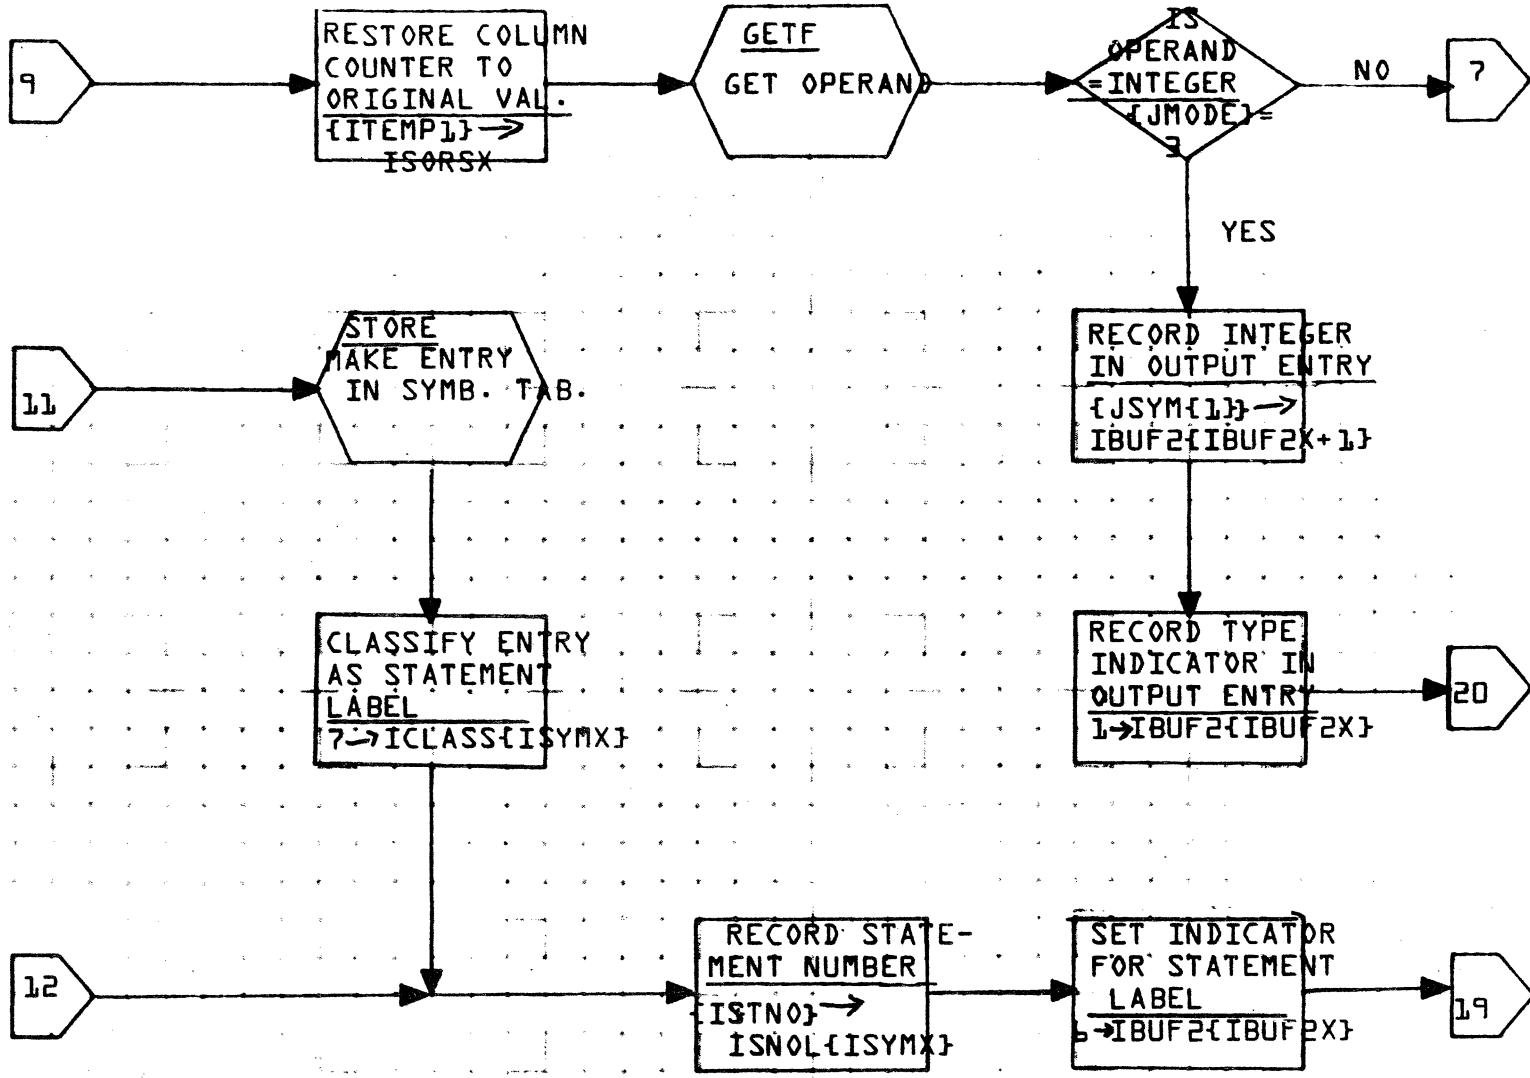 9
RESTORE COLUMN
COUNTER TO
ORIGINAL VAL.
{ITEMP1}→
ISORSX
GETF
GET OPERAND
IS
OPERAND
=INTEGER
{JMODE}=
3
NO
7
YES
11
STORE
MAKE ENTRY
IN SYMB. TAB.
RECORD INTEGER
IN OUTPUT ENTRY
{JSYM{1}}→
IBUF2{IBUF2X+1}
CLASSIFY ENTRY
AS STATEMENT
LABEL
7→ICLASS{ISYMX}
RECORD TYPE
INDICATOR IN
OUTPUT ENTRY
1→IBUF2{IBUF2X}
20
12
RECORD STATE-
MENT NUMBER
{ISTNO}→
ISNOL{ISYMX}
SET INDICATOR
FOR STATEMENT
LABEL
6→IBUF2{IBUF2X}
19